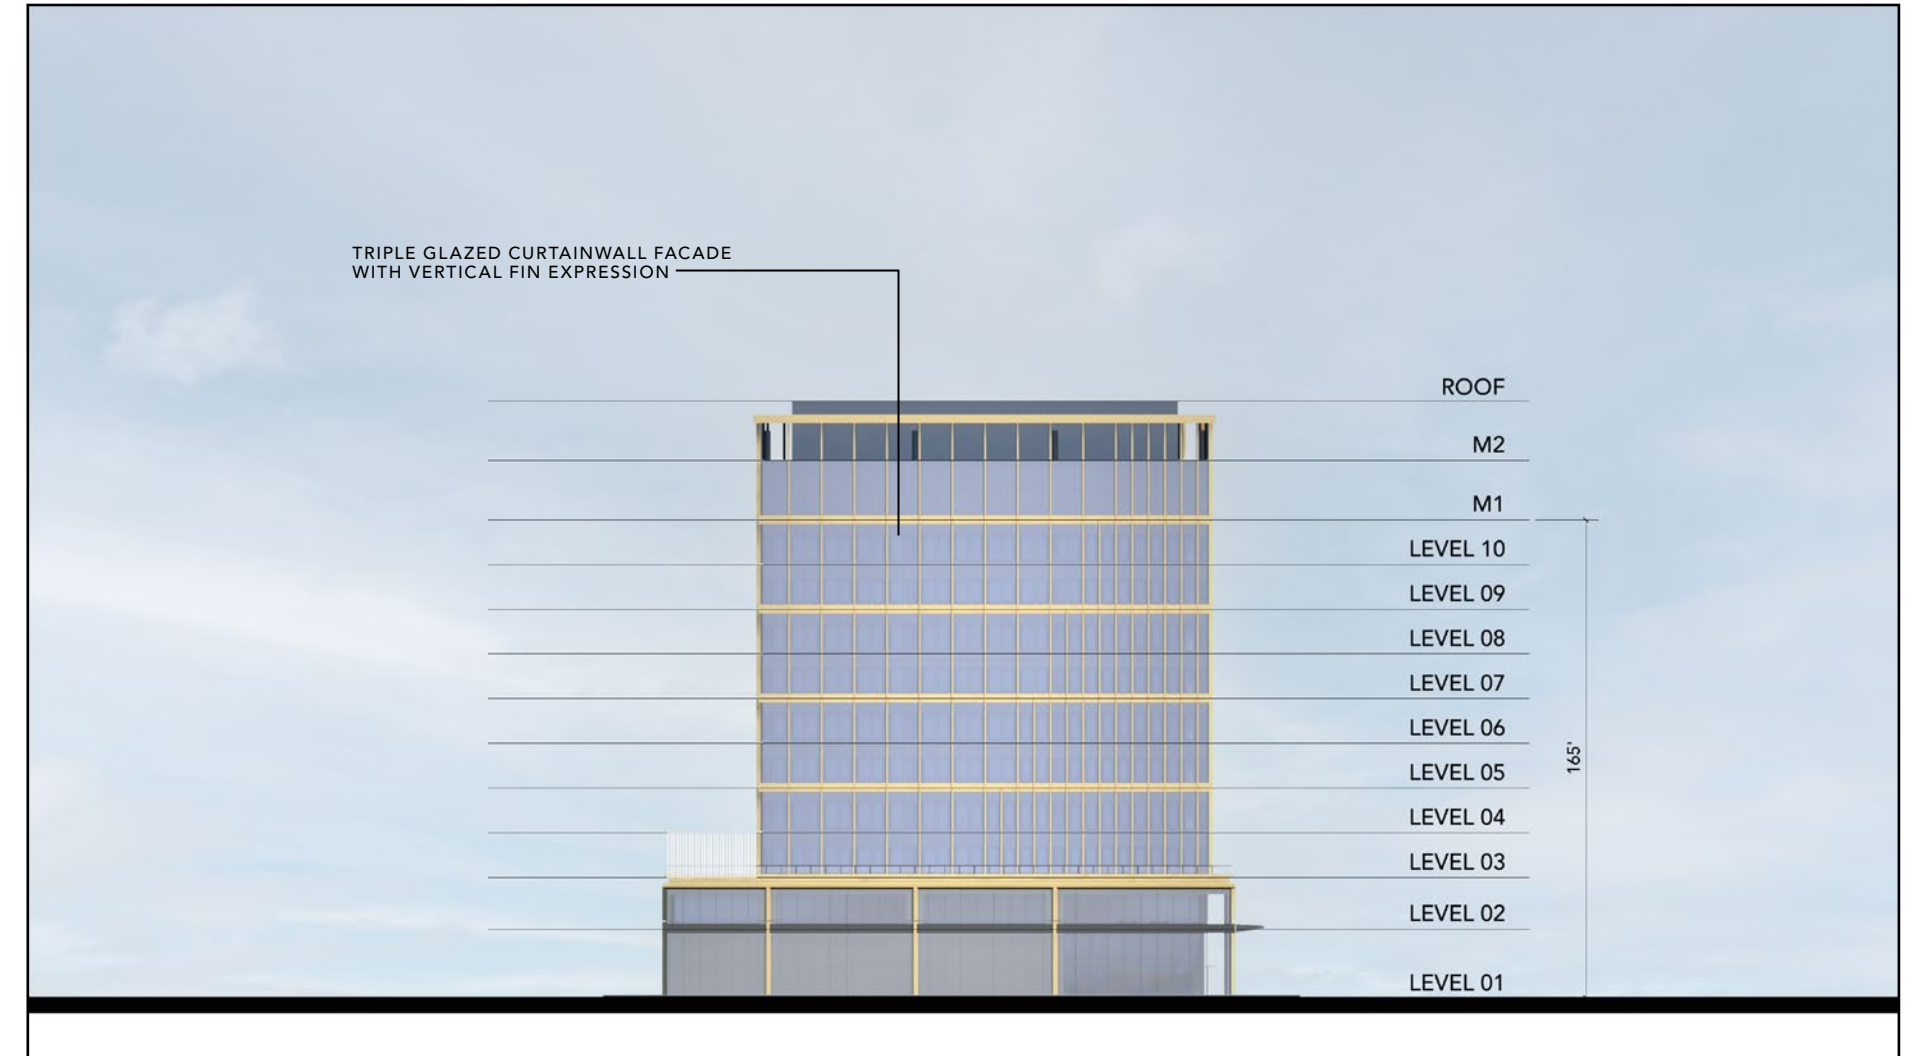 TRIPLE GLAZED CURTAINWALL FACADE
WITH VERTICAL FIN EXPRESSION
ROOF
M2
M1
LEVEL 10
LEVEL 09
LEVEL 08
LEVEL 07
LEVEL 06
165'
LEVEL 05
LEVEL 04
LEVEL 03
LEVEL 02
LEVEL 01